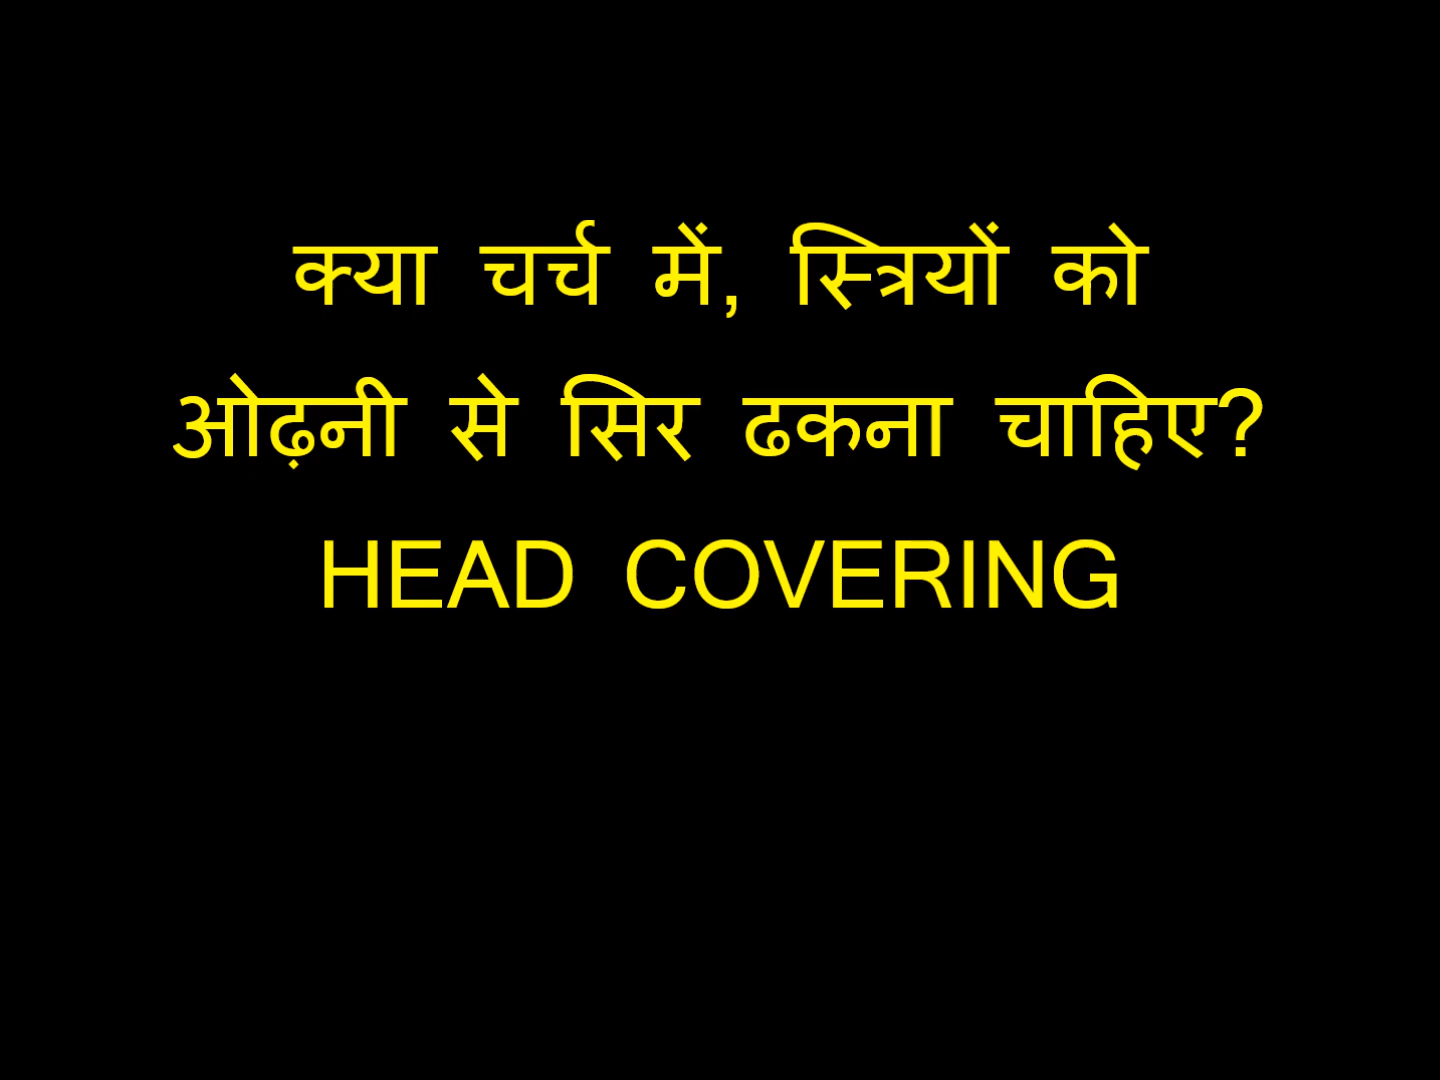 क्या चर्च में, स्त्रियों को
ओढ़नी से सिर ढकना चाहिए?
HEAD COVERING